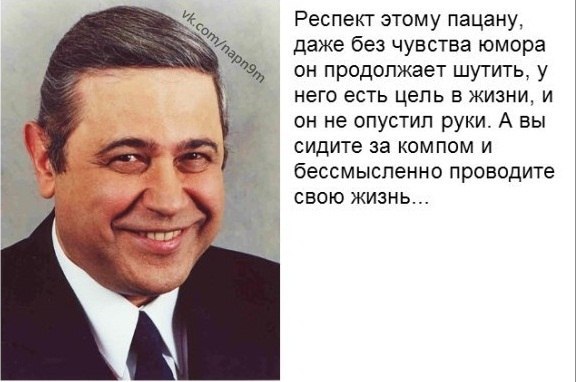 vk.com/napn9m
Респект этому пацану,
даже без чувства юмора
он продолжает шутить, у
него есть цель в жизни, и
он не опустил руки. А вы
сидите за компом и
бессмысленно проводите
свою жизнь...